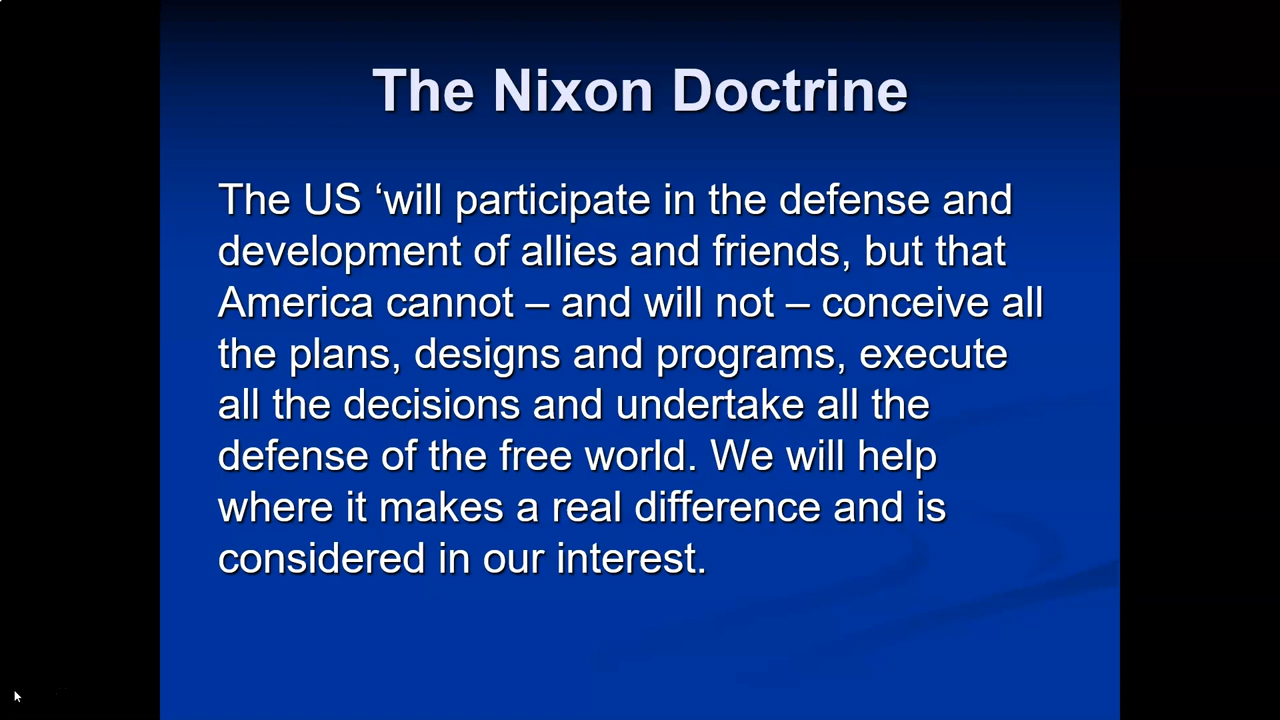 The Nixon Doctrine
The US ‘will participate in the defense and
development of allies and friends, but that
America cannot – and will not – conceive all
the plans, designs and programs, execute
all the decisions and undertake all the
defense of the free world. We will help
where it makes a real difference and is
considered in our interest.